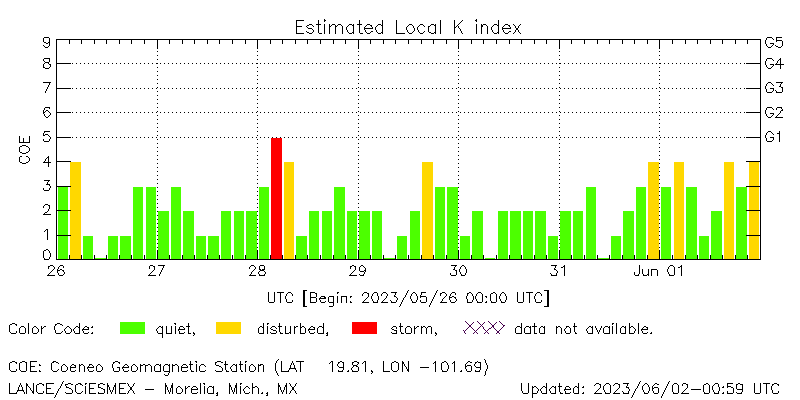 Estimated Local K index
9 G5
8 G4
7 G3
6 G2
5 G1
4
3
2
1
0
COE
26 27 28 29 30 31 Jun 01
UTC [Begin: 2023/05/26 00:00 UTC]
Color Code: quiet, disturbed, storm, data not available.
COE: Coeneo Geomagnetic Station (LAT 19.81, LON -101.69)
LANCE/SCiESMEX - Morelia, Mich., MX Updated: 2023/06/02-00:59 UTC